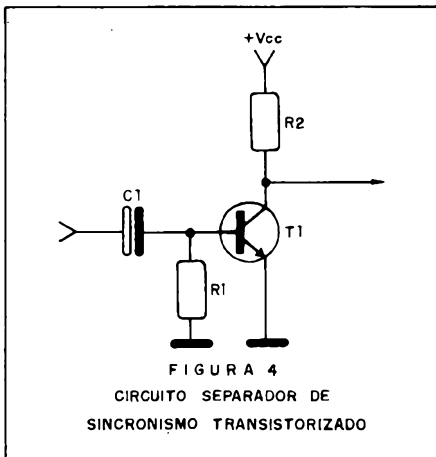 +Vcc
R2
C1
T1
R1
FIGURA 4
CIRCUITO SEPARADOR DE
SINCRONISMO TRANSISTORIZADO